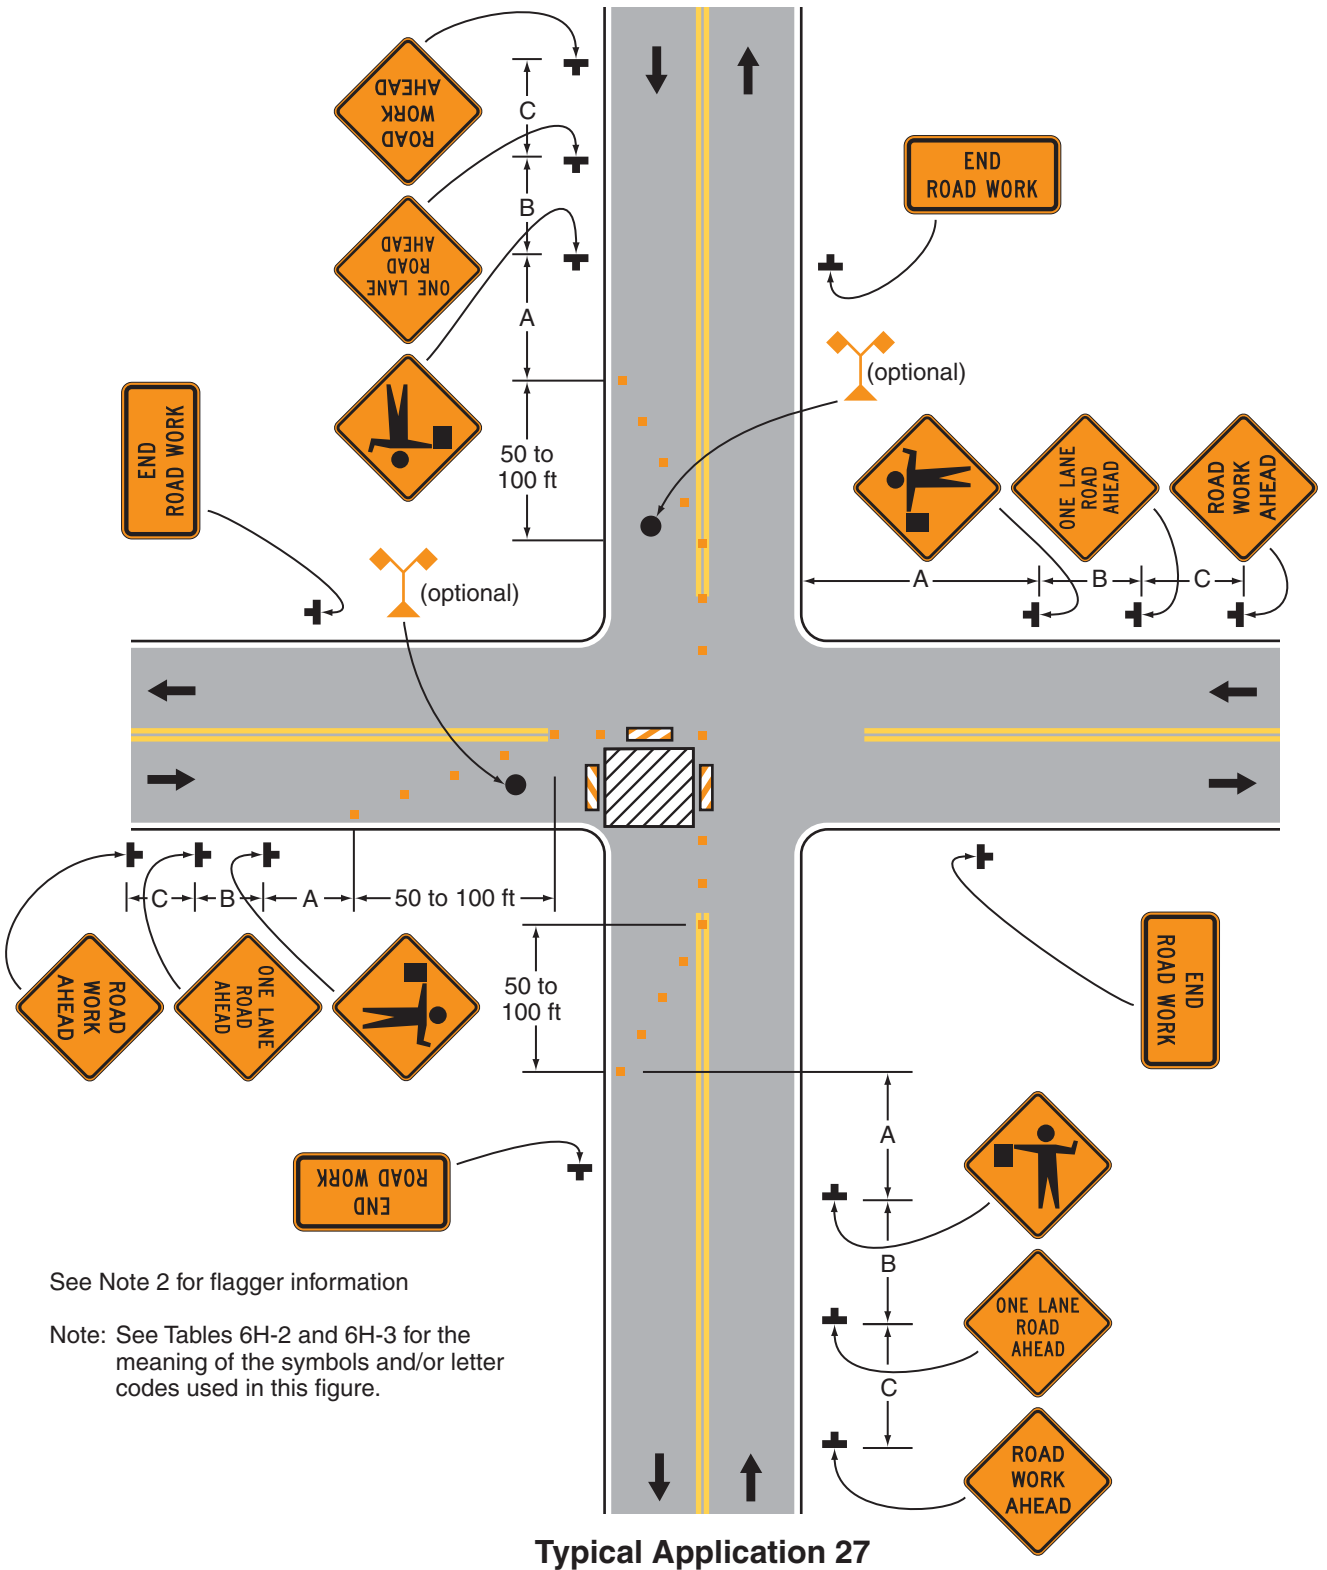 ROAD
WORK
AHEAD
C
END
ROAD WORK
B
ONE LANE
ROAD
AHEAD
A
(optional)
END
ROAD WORK
50 to
100 ft
ONE LANE
ROAD
AHEAD
ROAD
WORK
AHEAD
A
B
C
(optional)
C
B
A
50 to 100 ft
ROAD
WORK
AHEAD
ONE LANE
ROAD
AHEAD
50 to
100 ft
END
ROAD WORK
A
END
ROAD WORK
B
ONE LANE
ROAD
AHEAD
C
ROAD
WORK
AHEAD
See Note 2 for flagger information
Note: See Tables 6H-2 and 6H-3 for the
meaning of the symbols and/or letter
codes used in this figure.
Typical Application 27